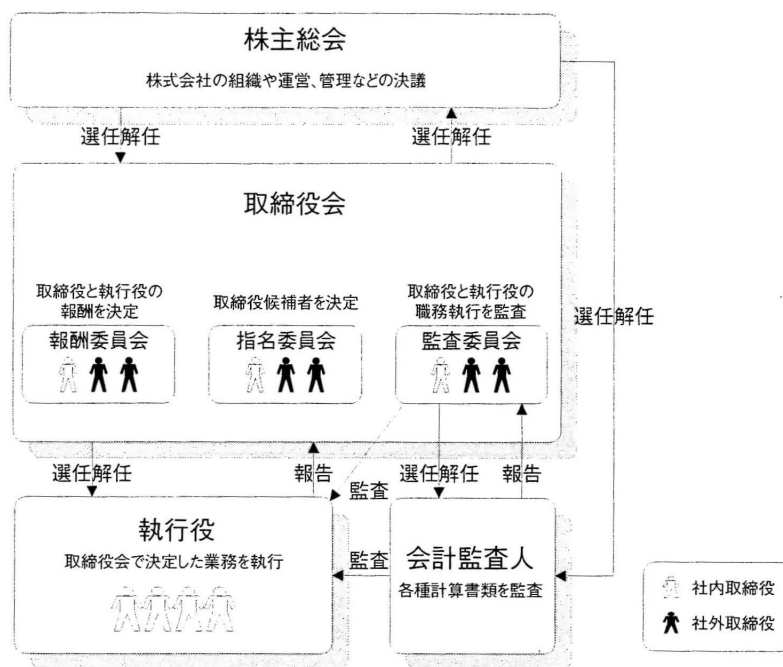 株主総会
株式会社の組織や運営、管理などの決議
選任解任
選任解任
取締役会
取締役と執行役の
報酬を決定
報酬委員会
取締役候補者を決定
指名委員会
取締役と執行役の
職務執行を監査
監査委員会
選任解任
選任解任
報告
監査
選任解任
報告
執行役
取締役会で決定した業務を執行
監査
会計監査人
各種計算書類を監査
社内取締役
社外取締役